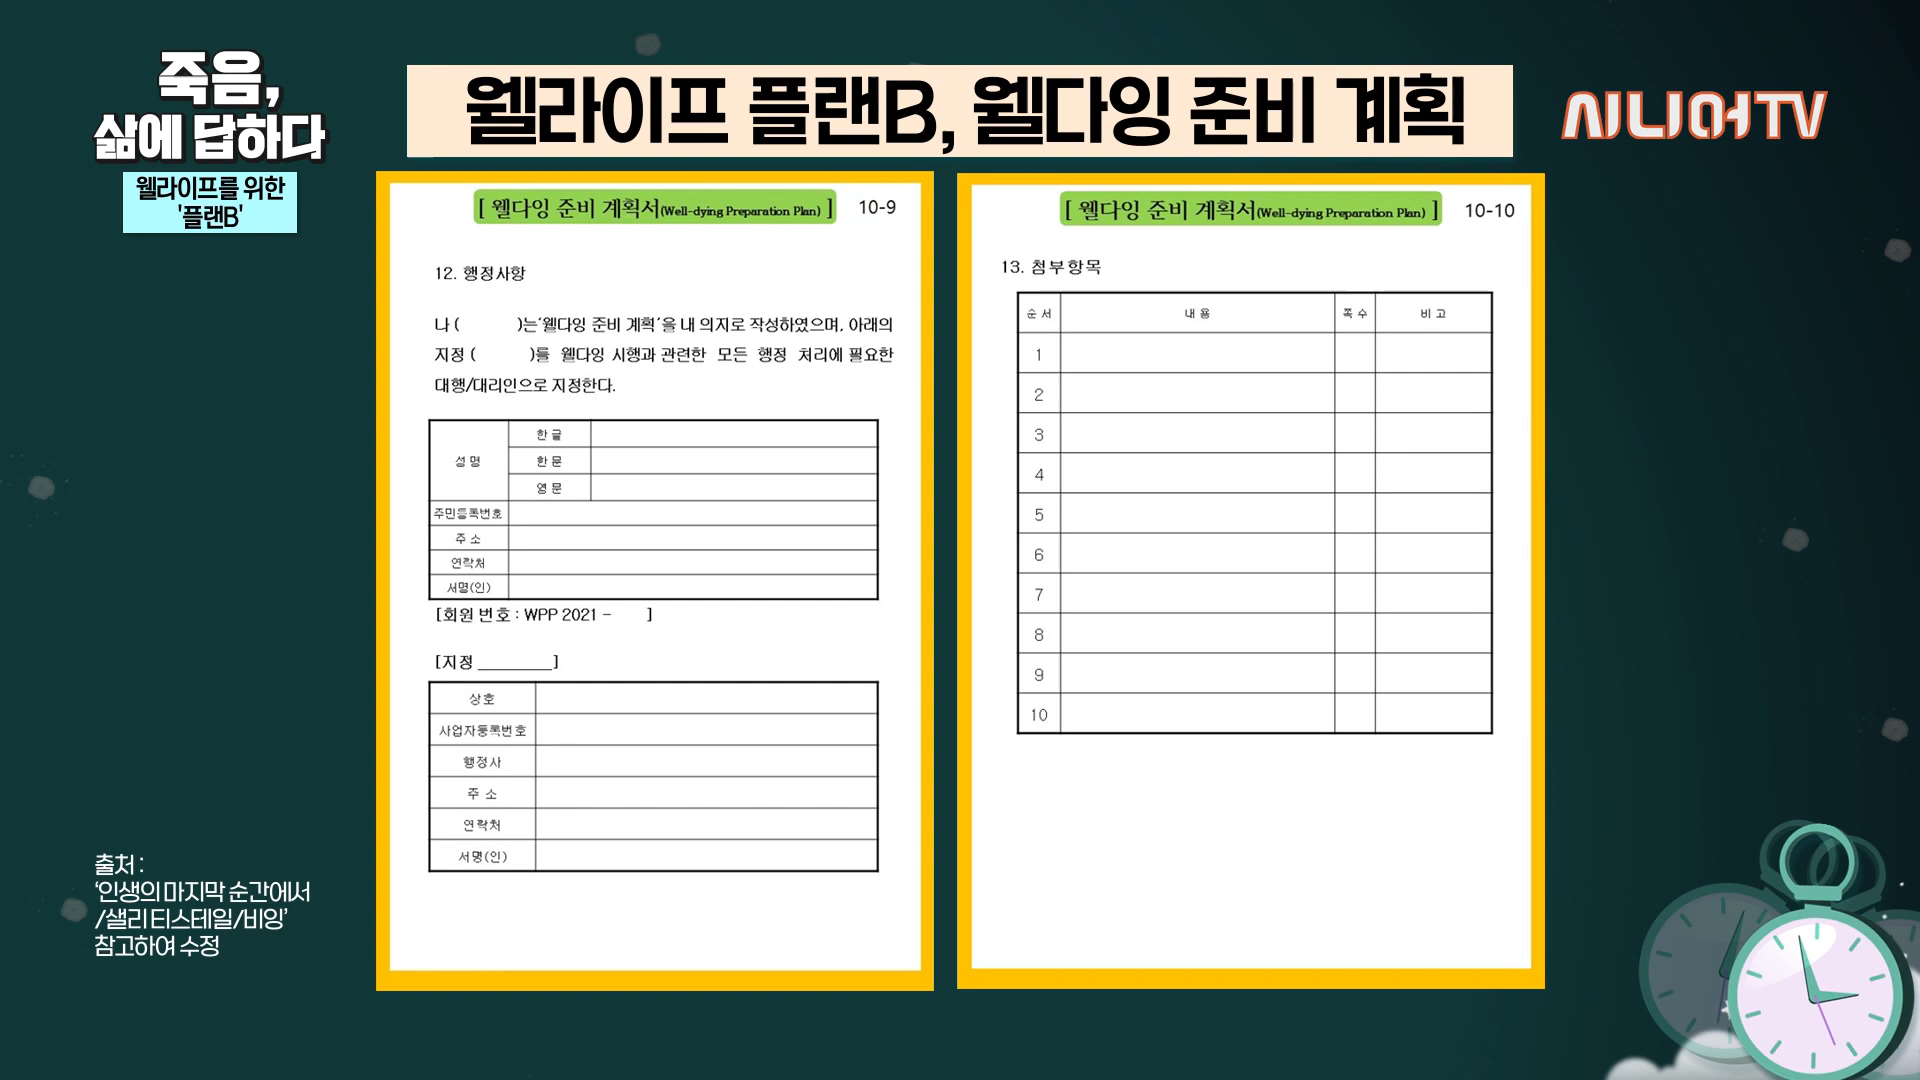 죽음,
삶에 답하다
웰라이프를 위한
'플랜B'
웰라이프 플랜B, 웰다잉 준비 계획
시니어TV
[ 웰다잉 준비 계획서(Well-dying Preparation Plan) ] 10-9
12. 행정사항
나 ( )는‘웰다잉 준비 계획’을 내 의지로 작성하였으며, 아래의
지정 ( )를 웰다잉 시행과 관련한 모든 행정 처리에 필요한
대행/대리인으로 지정한다.
성 명
한 글
한 문
영 문
주민등록번호
주 소
연락처
서명(인)
[회원 번호 : WPP 2021 - ]
[지정 _________]
상 호
사업자등록번호
행정사
주 소
연락처
서명(인)
[ 웰다잉 준비 계획서(Well-dying Preparation Plan) ] 10-10
13. 첨부항목
순 서 내 용 쪽 수 비 고
1
2
3
4
5
6
7
8
9
10
출처 :
‘인생의 마지막 순간에서
/샐리 티스테일/비잉’
참고하여 수정